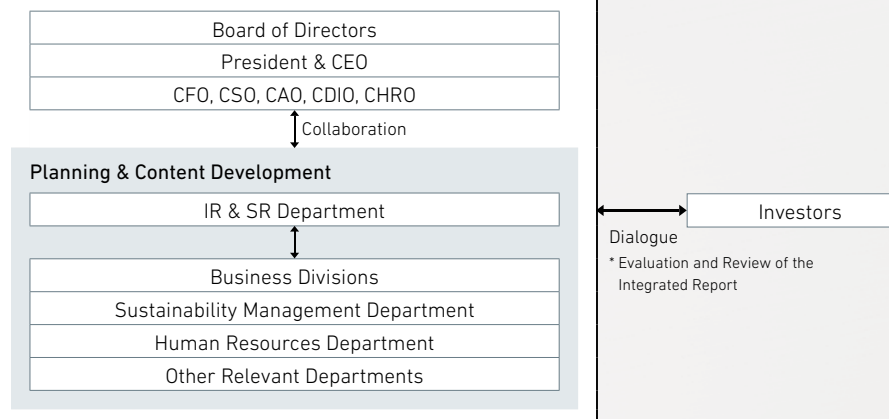 Board of Directors
President & CEO
CFO, CSO, CAO, CDIO, CHRO
Collaboration
Planning & Content Development
IR & SR Department
Business Divisions
Sustainability Management Department
Human Resources Department
Other Relevant Departments
Investors
Dialogue
* Evaluation and Review of the
Integrated Report